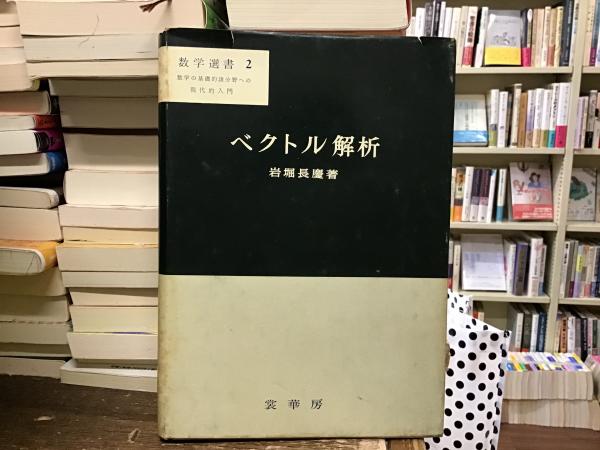 数学選書 2
数学の基礎的諸分野への
現代的入門
ベクトル解析
岩堀長慶著
裳華房